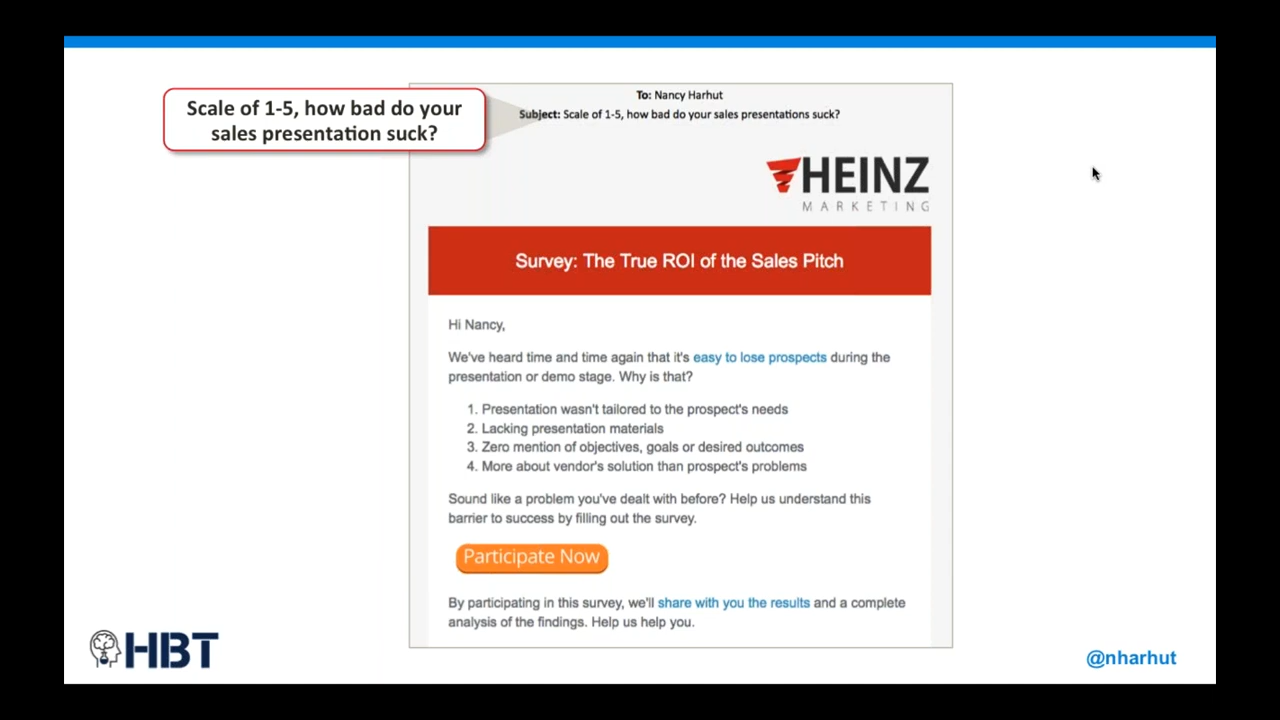 Scale of 1-5, how bad do your
sales presentation suck?
To: Nancy Harhut
Subject: Scale of 1-5, how bad do your sales presentations suck?
HEINZ
MARKETING
Survey: The True ROI of the Sales Pitch
Hi Nancy,
We've heard time and time again that it's easy to lose prospects during the
presentation or demo stage. Why is that?
1. Presentation wasn't tailored to the prospect's needs
2. Lacking presentation materials
3. Zero mention of objectives, goals or desired outcomes
4. More about vendor's solution than prospect's problems
Sound like a problem you've dealt with before? Help us understand this
barrier to success by filling out the survey.
Participate Now
By participating in this survey, we'll share with you the results and a complete
analysis of the findings. Help us help you.
HBT
@nharhut